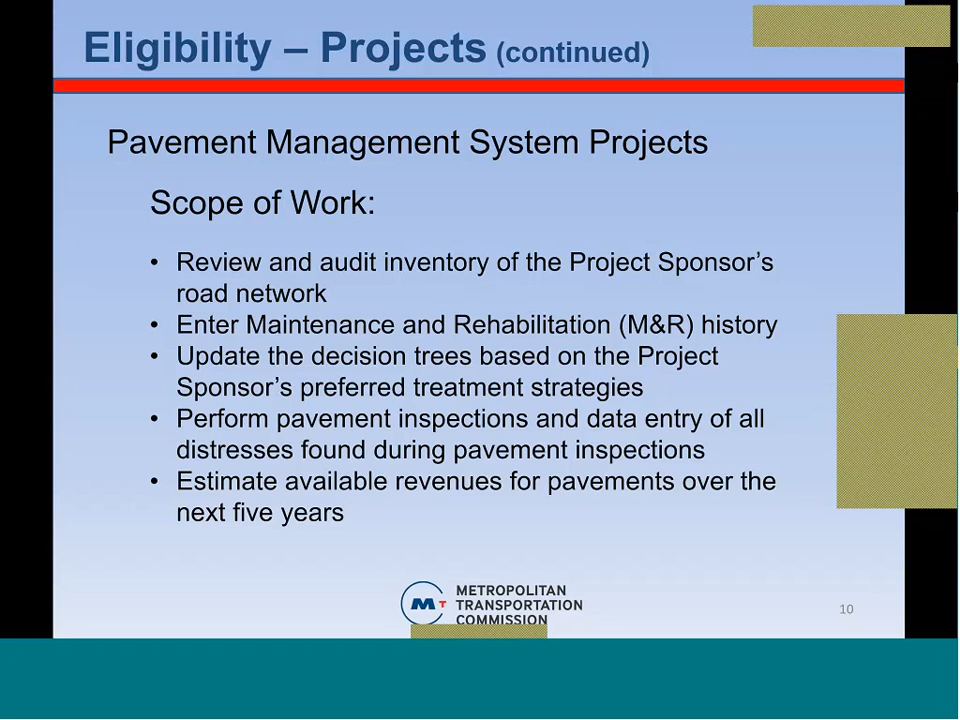 Eligibility – Projects (continued)
Pavement Management System Projects
Scope of Work:
• Review and audit inventory of the Project Sponsor’s
road network
• Enter Maintenance and Rehabilitation (M&R) history
• Update the decision trees based on the Project
Sponsor’s preferred treatment strategies
• Perform pavement inspections and data entry of all
distresses found during pavement inspections
• Estimate available revenues for pavements over the
next five years
MT
METROPOLITAN
TRANSPORTATION
COMMISSION
10